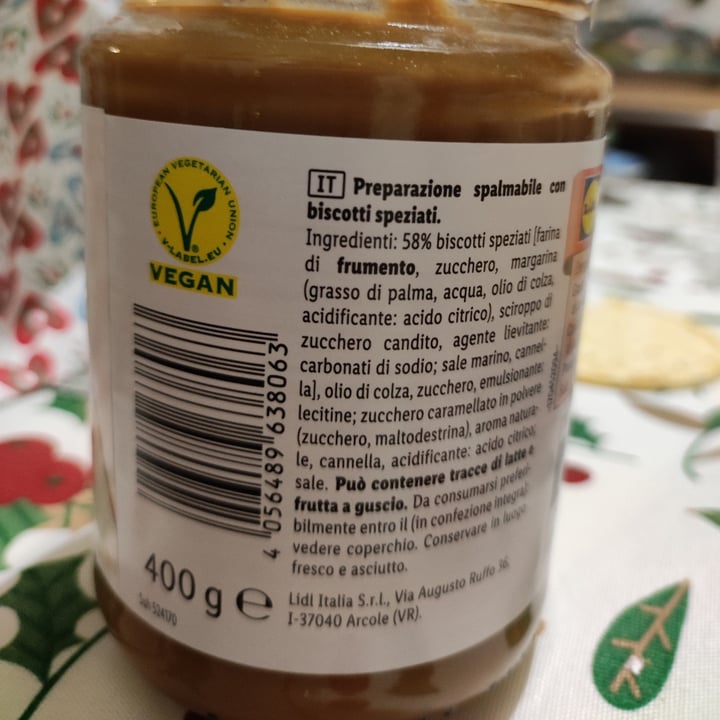 EUROPEAN VEGETARIAN UNION
V-LABEL.EU
VEGAN
IT Preparazione spalmabile con
biscotti speziati.
Ingredienti: 58% biscotti speziati [farina
di frumento, zucchero, margarina
(grasso di palma, acqua, olio di colza,
acidificante: acido citrico), sciroppo di
zucchero candito, agente lievitante:
carbonati di sodio; sale marino, cannel-
la], olio di colza, zucchero, emulsionante:
lecitine; zucchero caramellato in polvere
(zucchero, maltodestrina), aroma natura-
le, cannella, acidificante: acido citrico,
sale. Può contenere tracce di latte e
frutta a guscio. Da consumarsi preferi-
bilmente entro il (in confezione integra):
vedere coperchio. Conservare in luogo
fresco e asciutto.
Lidl Italia S.r.l., Via Augusto Ruffo 36,
I-37040 Arcole (VR).
4 056489 638063
400 g e